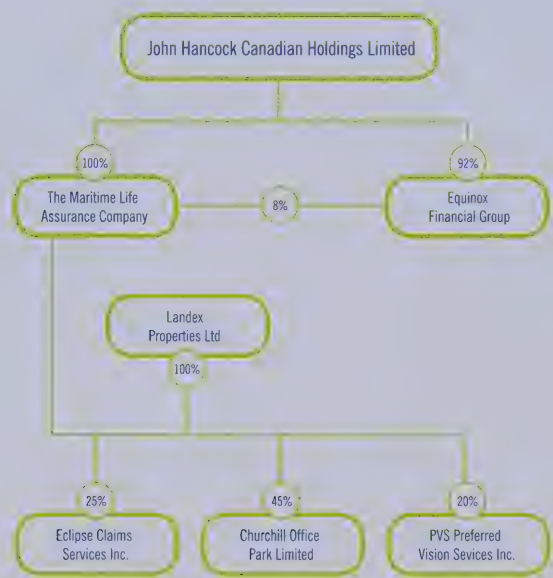 John Hancock Canadian Holdings Limited
100%
92%
The Maritime Life
Assurance Company
8%
Equinox
Financial Group
Landex
Properties Ltd
100%
25%
45%
20%
Eclipse Claims
Services Inc.
Churchill Office
Park Limited
PVS Preferred
Vision Sevices Inc.